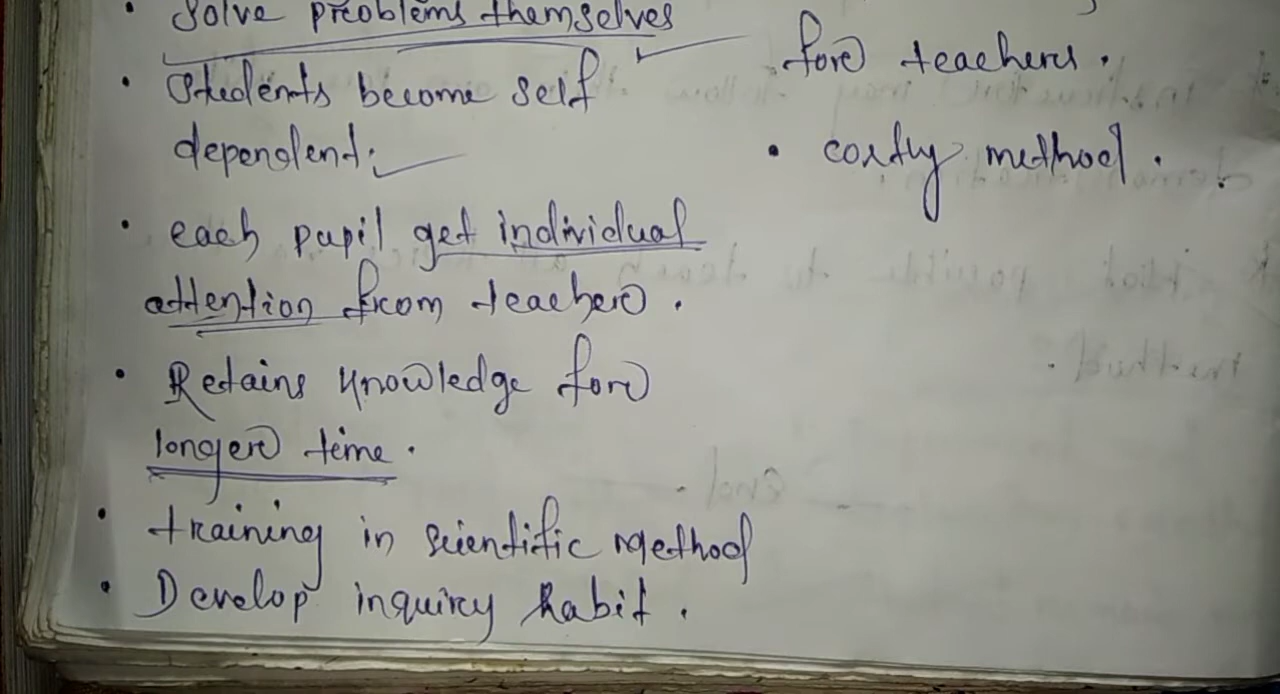 • Solve problems themselves
• Students become self
dependent.
• each pupil get individual
attention from teacher.
• Retains knowledge for
longer time.
• training in scientific method
• Develop inquiry habit.
for teachers.
• costly method.